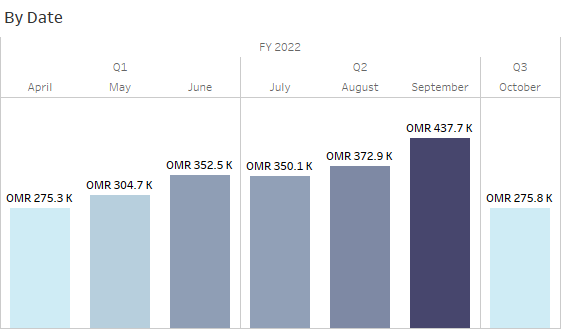 By Date
FY 2022
Q1 Q2 Q3
April May June July August September October
OMR 437.7 K
OMR 372.9 K
OMR 352.5 K OMR 350.1 K
OMR 304.7 K
OMR 275.3 K OMR 275.8 K